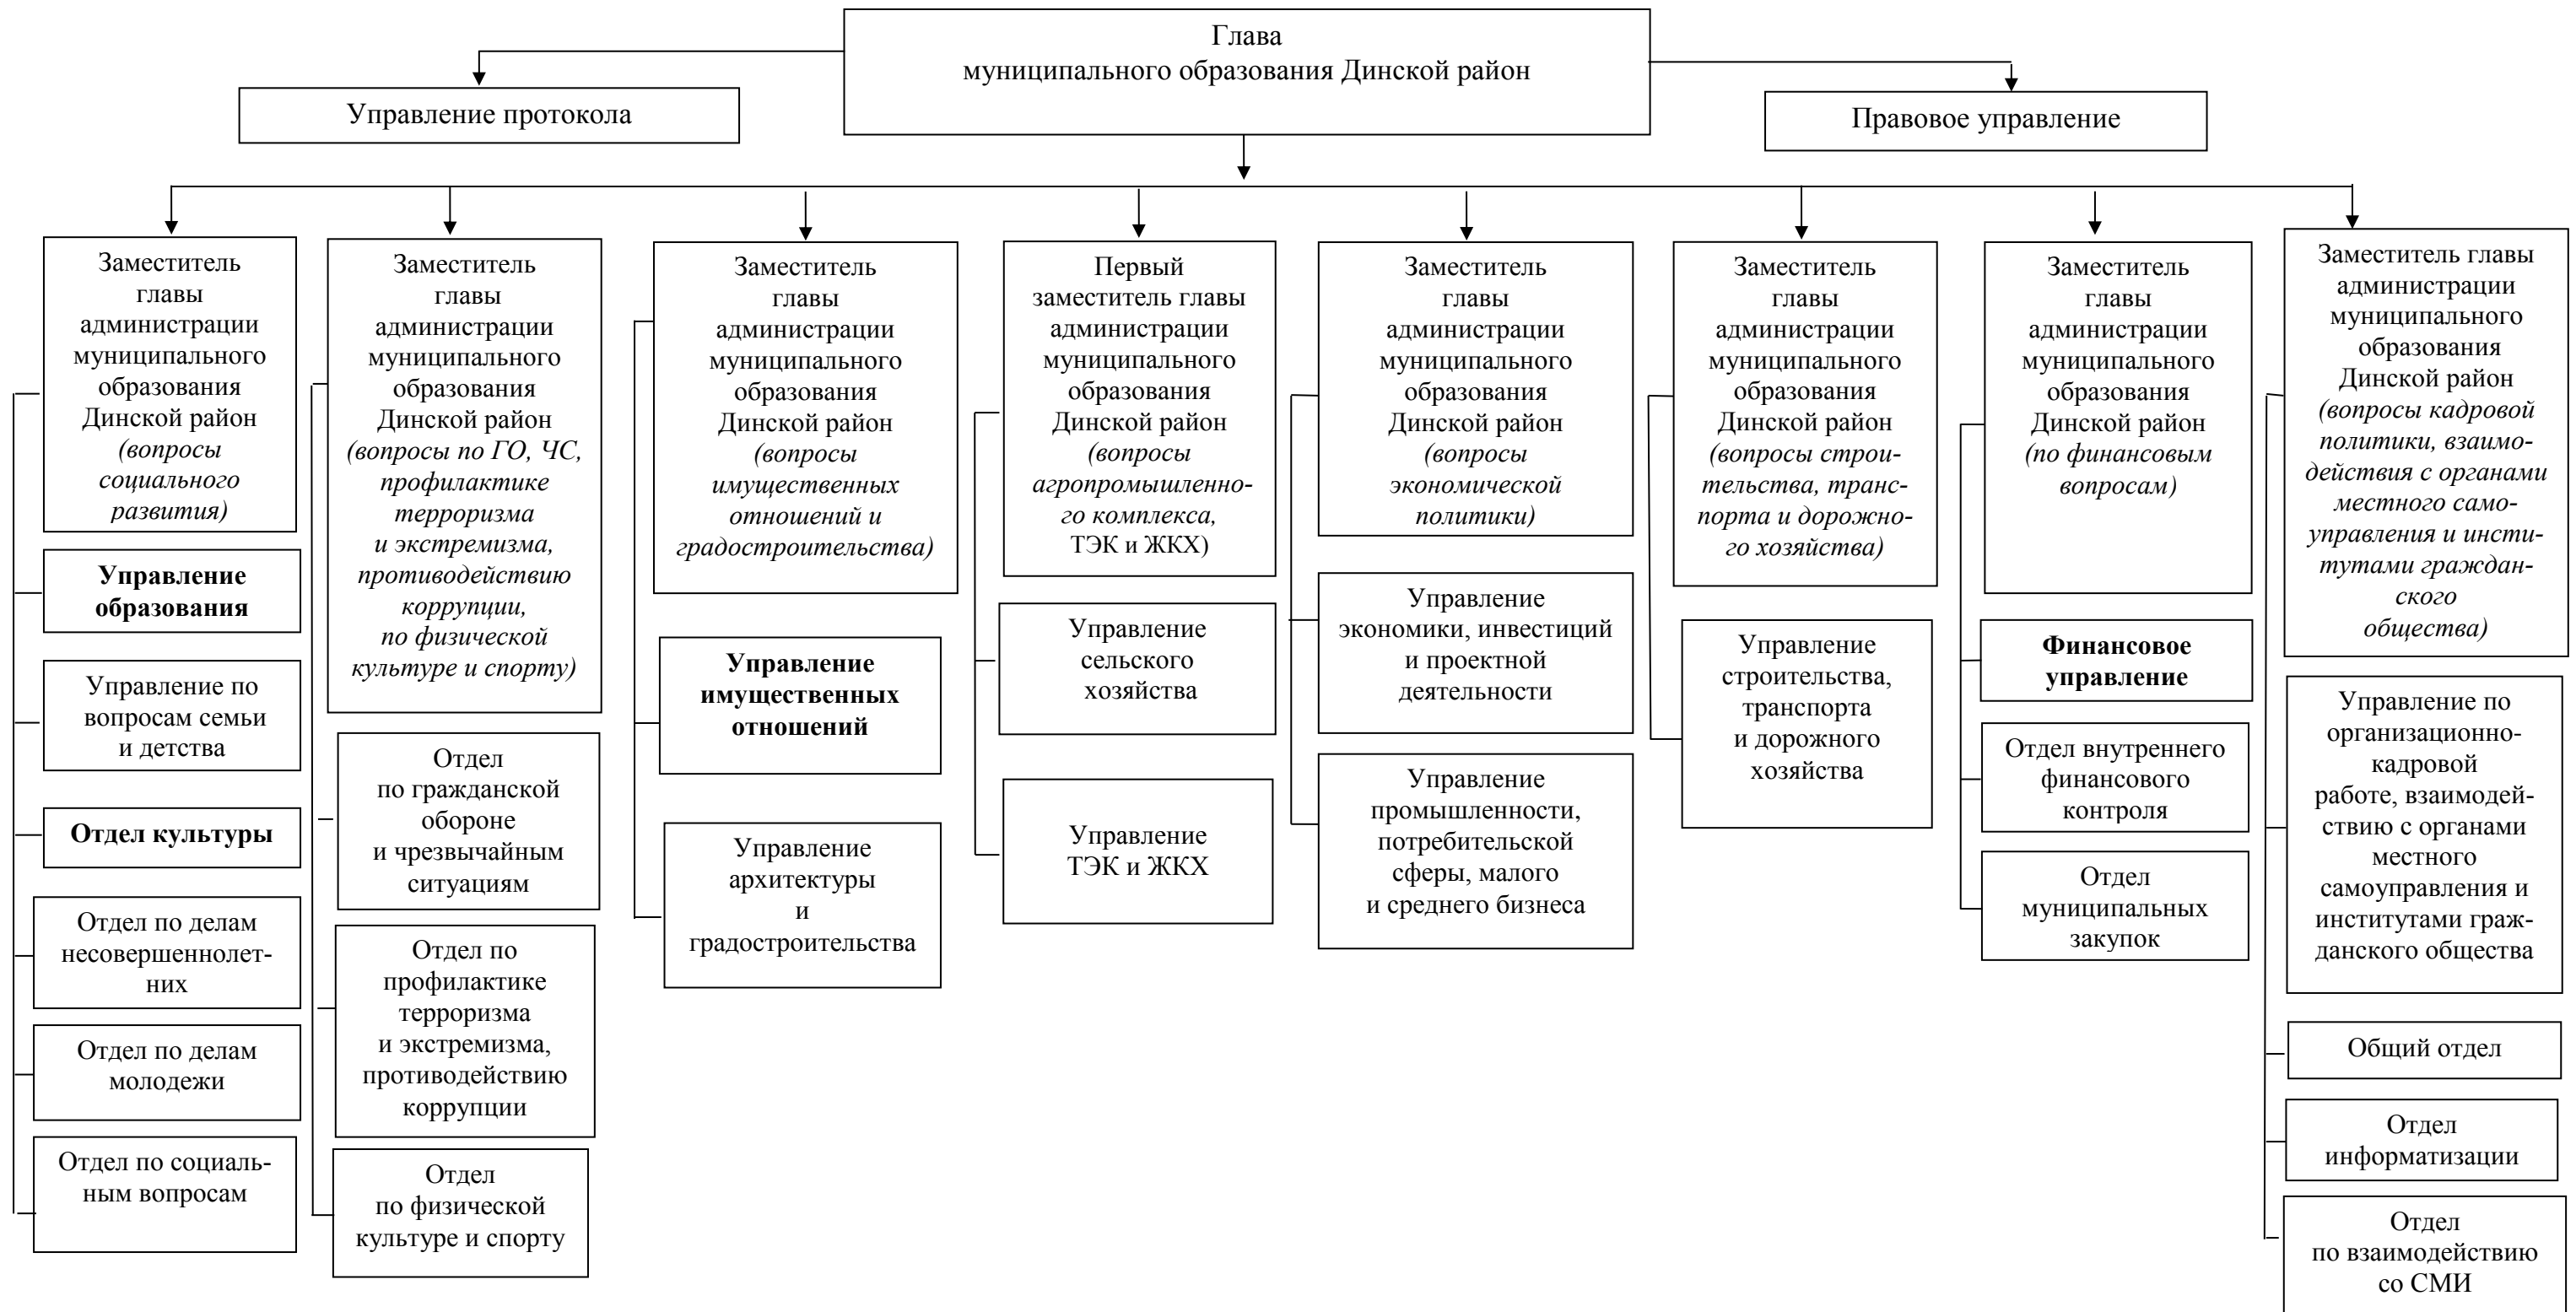 Глава
муниципального образования Динской район
Управление протокола
Правовое управление
Заместитель
главы
администрации
муниципального
образования
Динской район
(вопросы
социального
развития)
Управление
образования
Управление по
вопросам семьи
и детства
Отдел культуры
Отдел по делам
несовершеннолет-
них
Отдел по делам
молодежи
Отдел по социаль-
ным вопросам
Заместитель
главы
администрации
муниципального
образования
Динской район
(вопросы по ГО, ЧС,
профилактике
терроризма
и экстремизма,
противодействию
коррупции,
по физической
культуре и спорту)
Отдел
по гражданской
обороне
и чрезвычайным
ситуациям
Отдел по
профилактике
терроризма
и экстремизма,
противодействию
коррупции
Отдел
по физической
культуре и спорту
Заместитель
главы
администрации
муниципального
образования
Динской район
(вопросы
имущественных
отношений и
градостроительства)
Управление
имущественных
отношений
Управление
архитектуры
и
градостроительства
Первый
заместитель главы
администрации
муниципального
образования
Динской район
(вопросы
агропромышленно-
го комплекса,
ТЭК и ЖКХ)
Управление
сельского
хозяйства
Управление
ТЭК и ЖКХ
Заместитель
главы
администрации
муниципального
образования
Динской район
(вопросы
экономической
политики)
Управление
экономики, инвестиций
и проектной
деятельности
Управление
промышленности,
потребительской
сферы, малого
и среднего бизнеса
Заместитель
главы
администрации
муниципального
образования
Динской район
(вопросы строи-
тельства, транс-
порта и дорожно-
го хозяйства)
Управление
строительства,
транспорта
и дорожного
хозяйства
Заместитель
главы
администрации
муниципального
образования
Динской район
(по финансовым
вопросам)
Финансовое
управление
Отдел внутреннего
финансового
контроля
Отдел
муниципальных
закупок
Заместитель главы
администрации
муниципального
образования
Динской район
(вопросы кадровой
политики, взаимо-
действия с органами
местного само-
управления и инсти-
тутами граждан-
ского
общества)
Управление по
организационно-
кадровой
работе, взаимодей-
ствию с органами
местного
самоуправления и
институтами граж-
данского общества
Общий отдел
Отдел
информатизации
Отдел
по взаимодействию
со СМИ